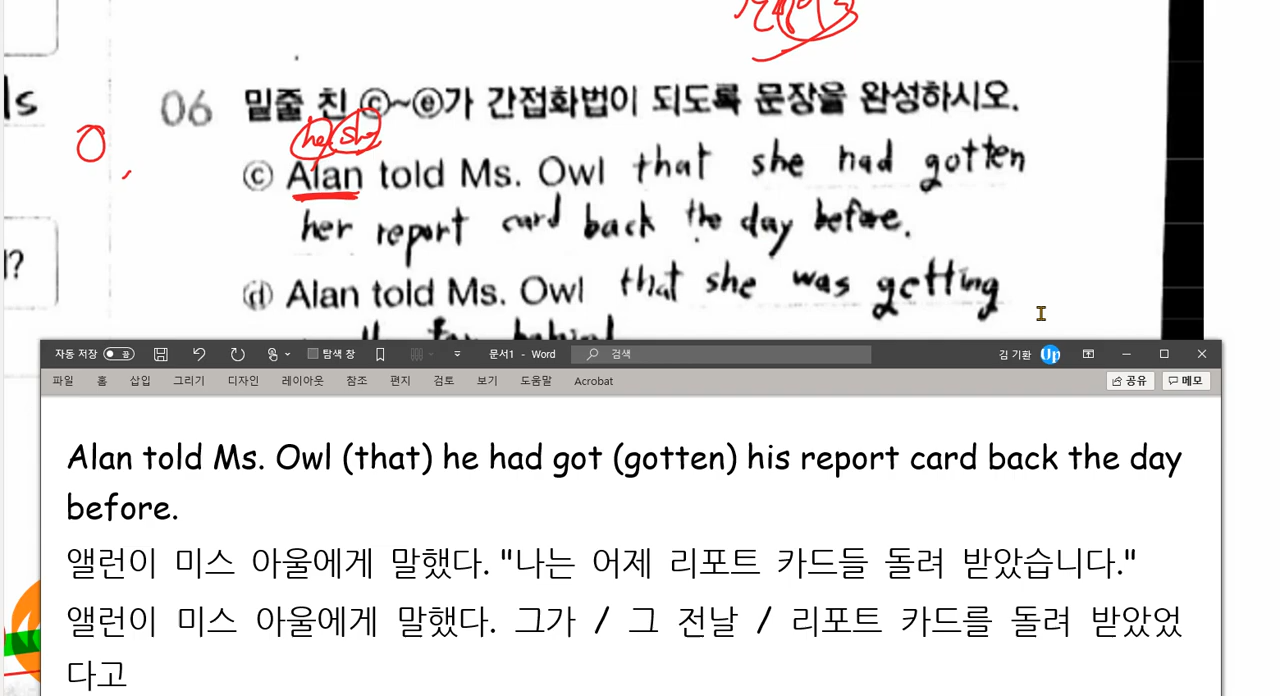 ls
06 밑줄 친 ⓒ~ⓔ가 간접화법이 되도록 문장을 완성하시오.
he she
ⓒ Alan told Ms. Owl that she had gotten
her report card back the day before.
ⓓ Alan told Ms. Owl that she was getting
l?
자동 저장 끔 탐색 창 문서1 - Word 검색 김 기환 Up
파일 홈 삽입 그리기 디자인 레이아웃 참조 편지 검토 보기 도움말 Acrobat 공유 메모
Alan told Ms. Owl (that) he had got (gotten) his report card back the day
before.
앨런이 미스 아울에게 말했다. "나는 어제 리포트 카드들 돌려 받았습니다."
앨런이 미스 아울에게 말했다. 그가 / 그 전날 / 리포트 카드를 돌려 받았었
다고